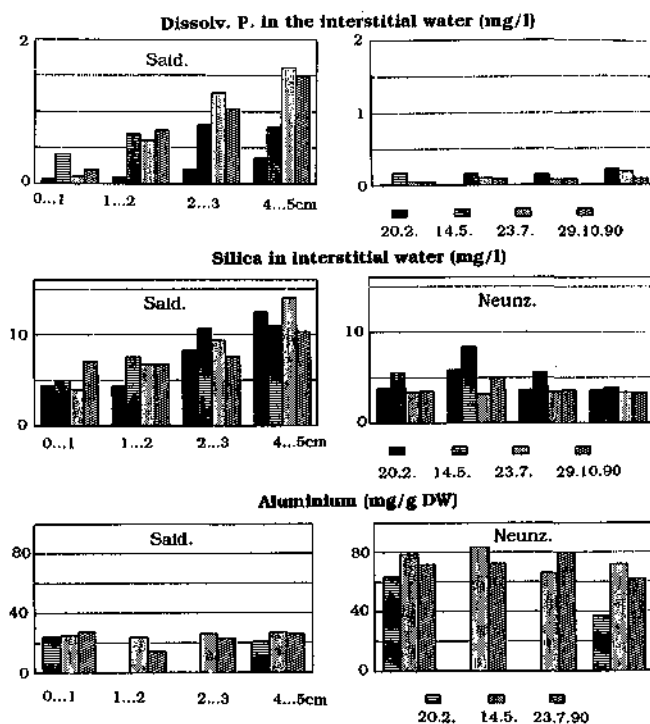 Dissolv. P. in the interstitial water (mg/l)
2
Said.
1
0
0...1 1...2 2...3 4...5cm
2
1
0
20.2. 14.5. 23.7. 29.10.90
Silica in interstitial water (mg/l)
Said.
10
0
0...1 1...2 2...3 4...5cm
Neunz.
10
0
20.2. 14.5. 23.7. 29.10.90
Aluminium (mg/g DW)
Said.
80
40
0
0...1 1...2 2...3 4...5cm
Neunz.
80
40
0
20.2. 14.5. 23.7.90